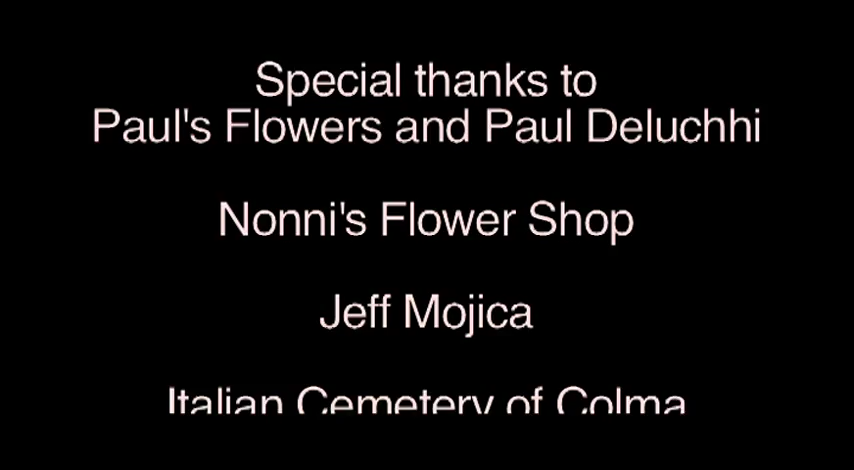 Special thanks to
Paul's Flowers and Paul Deluchhi
Nonni's Flower Shop
Jeff Mojica
Italian Cemetery of Colma